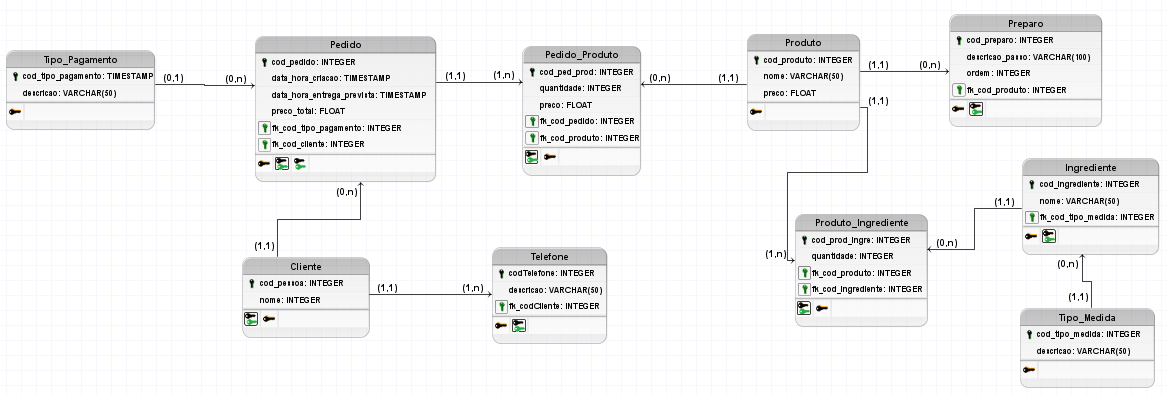 Tipo_Pagamento
cod_tipo_pagamento: TIMESTAMP
descricao: VARCHAR(50)
(0,1)
(0,n)
Pedido
cod_pedido: INTEGER
data_hora_criacao: TIMESTAMP
data_hora_entrega_prevista: TIMESTAMP
preco_total: FLOAT
fk_cod_tipo_pagamento: INTEGER
fk_cod_cliente: INTEGER
(1,1)
(1,n)
Pedido_Produto
cod_ped_prod: INTEGER
quantidade: INTEGER
preco: FLOAT
fk_cod_pedido: INTEGER
fk_cod_produto: INTEGER
(0,n)
(1,1)
Produto
cod_produto: INTEGER
nome: VARCHAR(50)
preco: FLOAT
(1,1)
(0,n)
(1,1)
Preparo
cod_preparo: INTEGER
descricao_passo: VARCHAR(100)
ordem: INTEGER
fk_cod_produto: INTEGER
(0,n)
(1,1)
Cliente
cod_pessoa: INTEGER
nome: INTEGER
(1,1)
(1,n)
Telefone
codTelefone: INTEGER
descricao: VARCHAR(50)
fk_codCliente: INTEGER
(1,n)
Produto_Ingrediente
cod_prod_ingre: INTEGER
quantidade: INTEGER
fk_cod_produto: INTEGER
fk_cod_ingrediente: INTEGER
(0,n)
(1,1)
Ingrediente
cod_ingrediente: INTEGER
nome: VARCHAR(50)
fk_cod_tipo_medida: INTEGER
(0,n)
(1,1)
Tipo_Medida
cod_tipo_medida: INTEGER
descricao: VARCHAR(50)